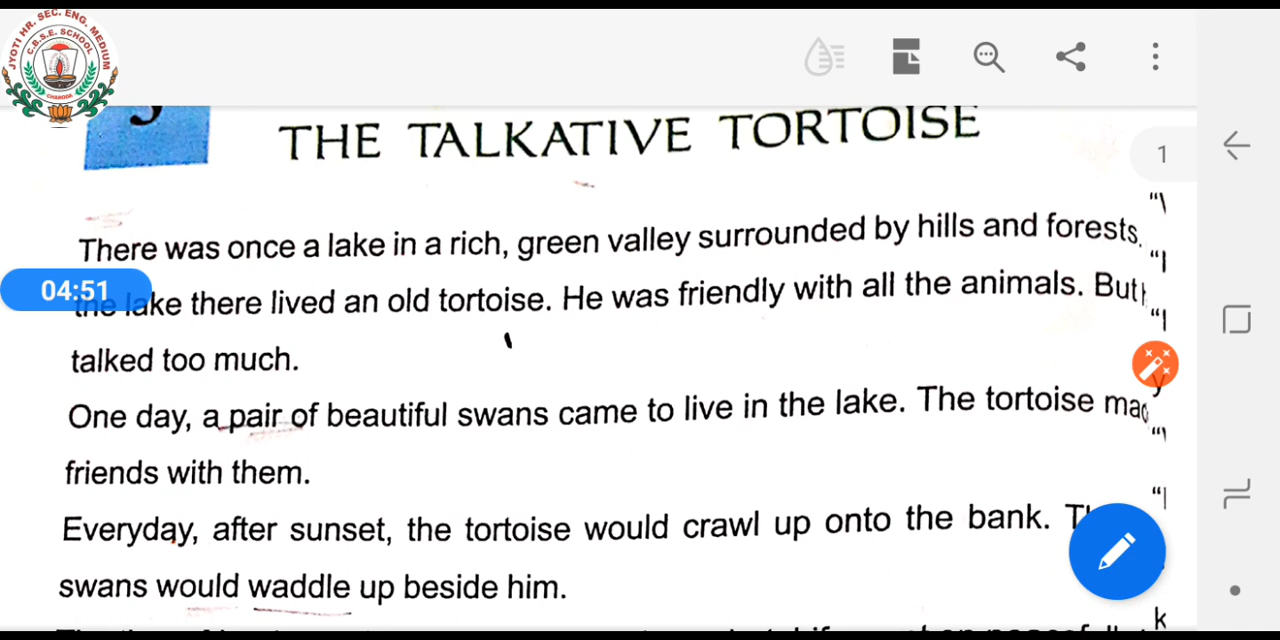 JYOTI HR. SEC. ENG. MEDIUM
C.B.S.E. SCHOOL
CHARODA
THE TALKATIVE TORTOISE
1
There was once a lake in a rich, green valley surrounded by hills and forests.
04:51
the lake there lived an old tortoise. He was friendly with all the animals. But
talked too much.
One day, a pair of beautiful swans came to live in the lake. The tortoise mad
friends with them.
Everyday, after sunset, the tortoise would crawl up onto the bank.
swans would waddle up beside him.